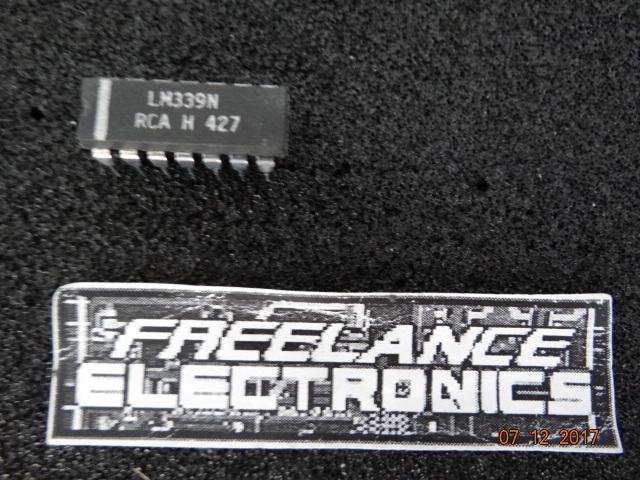 LM339N
RCA H 427
FREELANCE
ELECTRONICS
07 12 2017